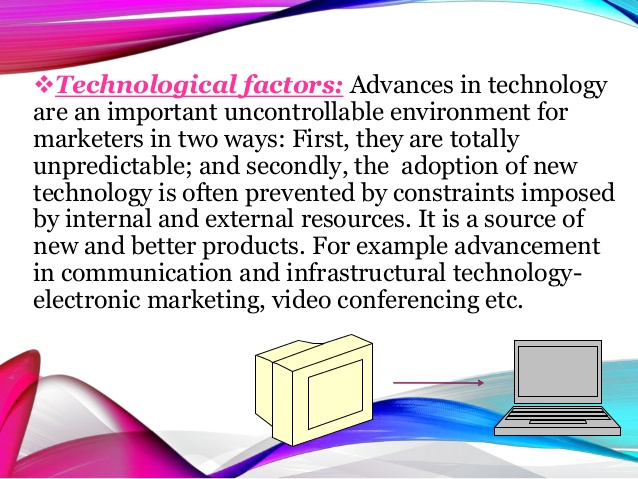 ❖Technological factors: Advances in technology
are an important uncontrollable environment for
marketers in two ways: First, they are totally
unpredictable; and secondly, the  adoption of new
technology is often prevented by constraints imposed
by internal and external resources. It is a source of
new and better products. For example advancement
in communication and infrastructural technology-
electronic marketing, video conferencing etc.